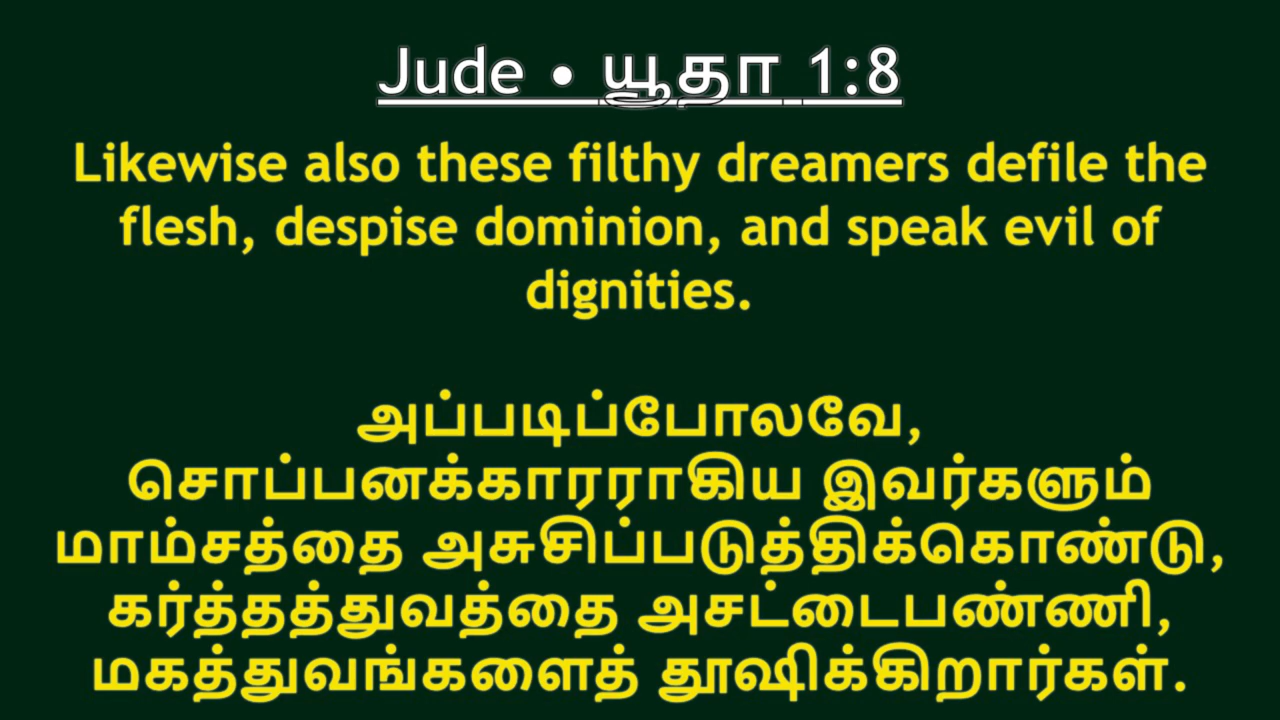 Jude • யூதா 1:8
Likewise also these filthy dreamers defile the
flesh, despise dominion, and speak evil of
dignities.
அப்படிப்போலவே,
சொப்பனக்காரராகிய இவர்களும்
மாம்சத்தை அசுசிப்படுத்திக்கொண்டு,
கர்த்தத்துவத்தை அசட்டைபண்ணி,
மகத்துவங்களைத் தூஷிக்கிறார்கள்.